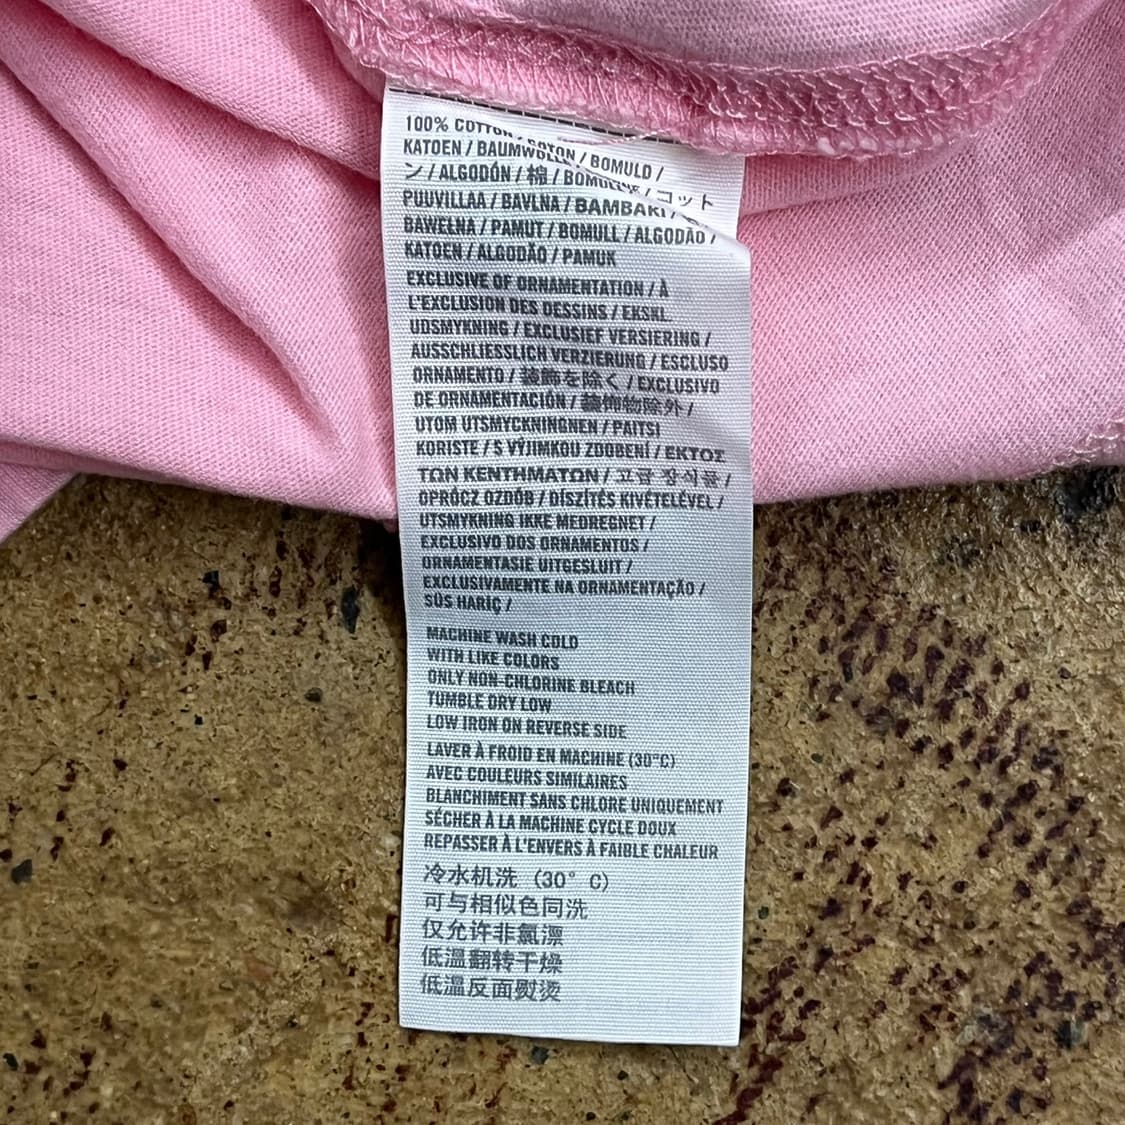 100% COTTON / COTON / BOMULD /
KATOEN / BAUMWOLLE
ン / ALGODÓN / 棉 / BOMULL / コット
PUUVILLAA / BAVLNA / ΒΑΜΒΑΚΙ /
BAWEŁNA / PAMUT / BOMULL / ALGODÃO /
KATOEN / ALGODÃO / PAMUK
EXCLUSIVE OF ORNAMENTATION / À
L'EXCLUSION DES DESSINS / EKSKL.
UDSMYKNING / EXCLUSIEF VERSIERING /
AUSSCHLIESSLICH VERZIERUNG / ESCLUSO
ORNAMENTO / 装飾を除く / EXCLUSIVO
DE ORNAMENTACIÓN / 装饰物除外 /
UTOM UTSMYCKNINGNEN / PAITSI
KORISTE / S VÝJIMKOU ZDOBENÍ / ΕΚΤΟΣ
ΤΩΝ ΚΕΝΤΗΜΑΤΩΝ / 고급 장식물 /
OPRÓCZ OZDÓB / DÍSZÍTÉS KIVÉTELÉVEL /
UTSMYKNING IKKE MEDREGNET /
EXCLUSIVO DOS ORNAMENTOS /
ORNAMENTASIE UITGESLUIT /
EXCLUSIVAMENTE NA ORNAMENTAÇÃO /
SÜS HARİÇ /
MACHINE WASH COLD
WITH LIKE COLORS
ONLY NON-CHLORINE BLEACH
TUMBLE DRY LOW
LOW IRON ON REVERSE SIDE
LAVER À FROID EN MACHINE (30°C)
AVEC COULEURS SIMILAIRES
BLANCHIMENT SANS CHLORE UNIQUEMENT
SÉCHER À LA MACHINE CYCLE DOUX
REPASSER À L'ENVERS À FAIBLE CHALEUR
冷水机洗 (30° C)
可与相似色同洗
仅允许非氯漂
低温翻转干燥
低温反面熨烫